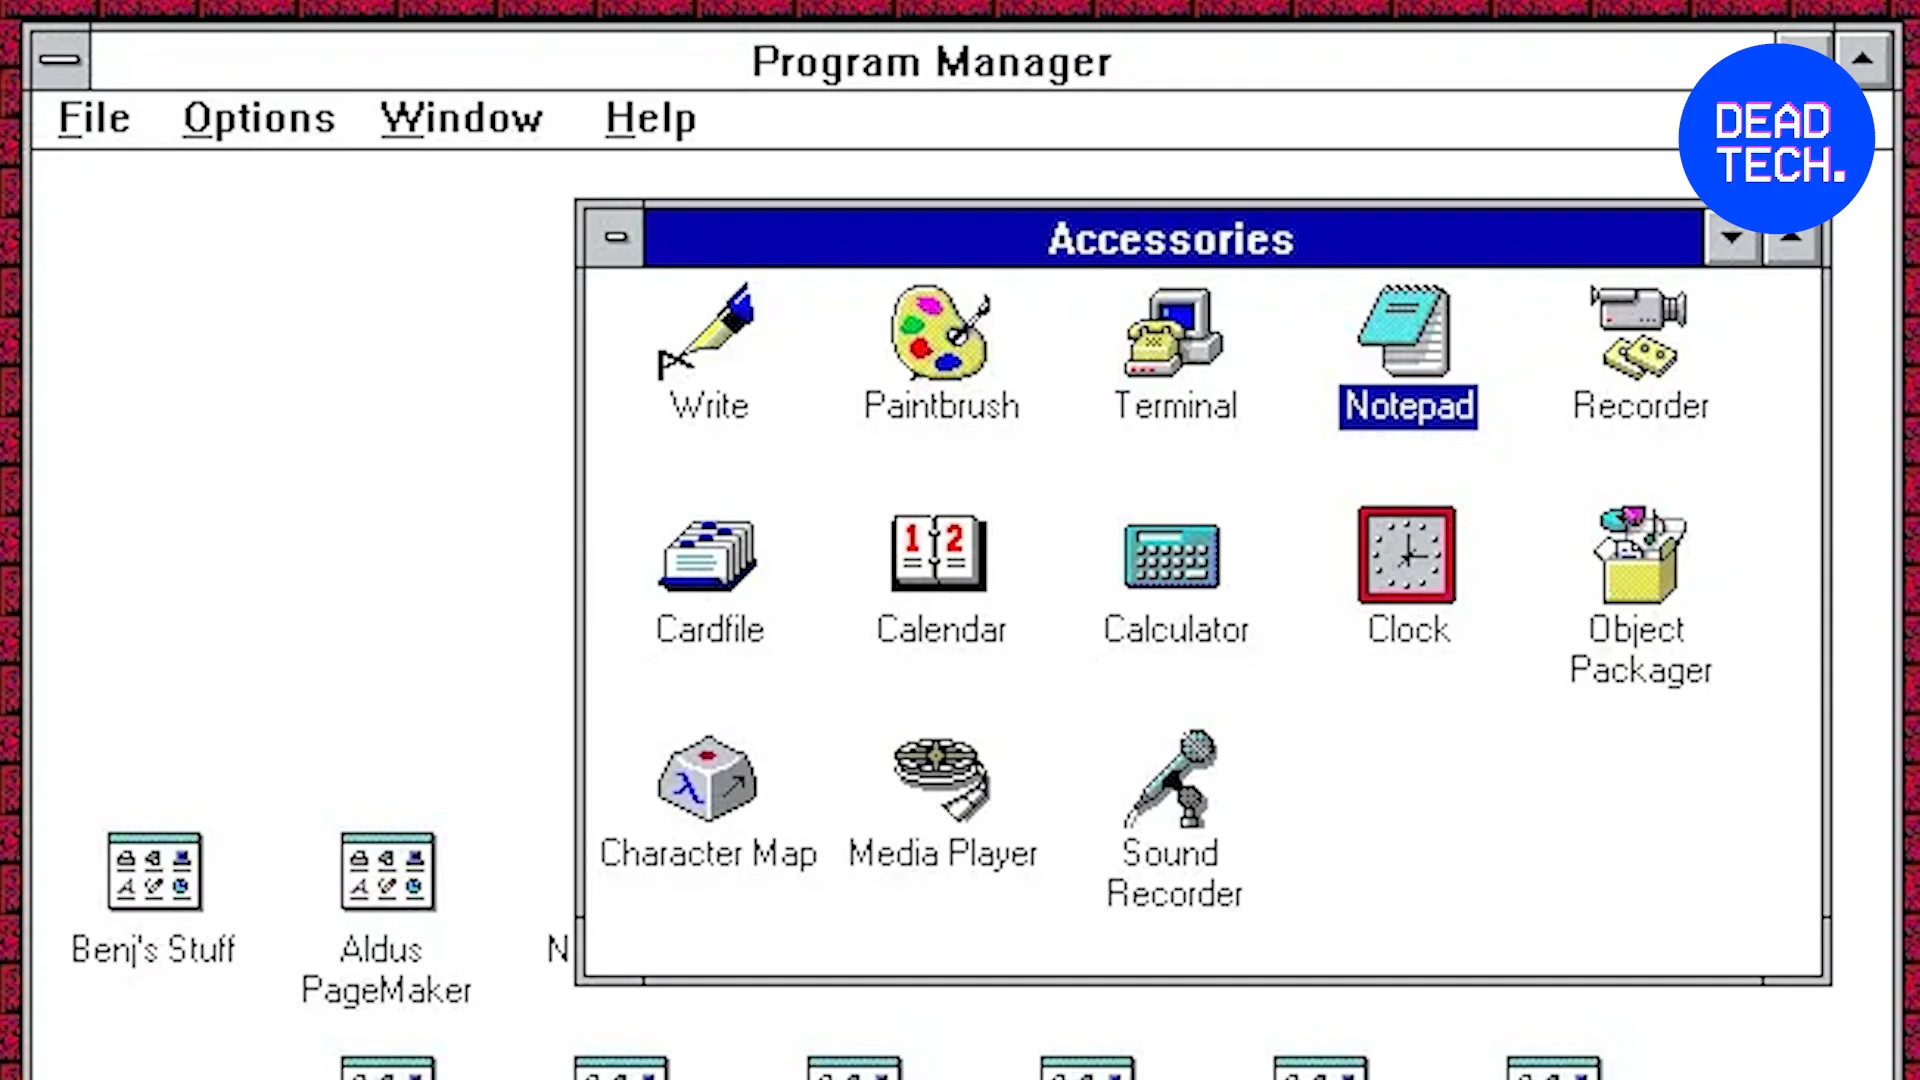 Program Manager
File Options Window Help
DEAD
TECH.
Accessories
Write Paintbrush Terminal Notepad Recorder
1 2
Cardfile Calendar Calculator Clock Object
Packager
λ
Character Map Media Player Sound
Recorder
Benj's Stuff Aldus N
PageMaker